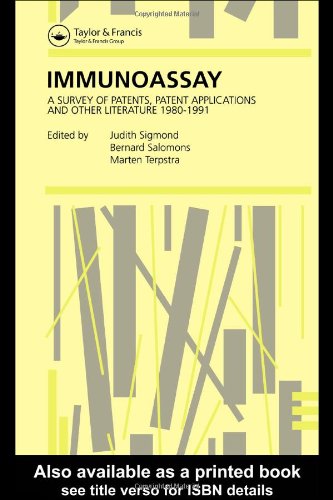 Taylor & Francis
Taylor & Francis Group
IMMUNOASSAY
A SURVEY OF PATENTS, PATENT APPLICATIONS
AND OTHER LITERATURE 1980-1991
Edited by Judith Sigmond
Bernard Salomons
Marten Terpstra
Also available as a printed book
see title verso for ISBN details